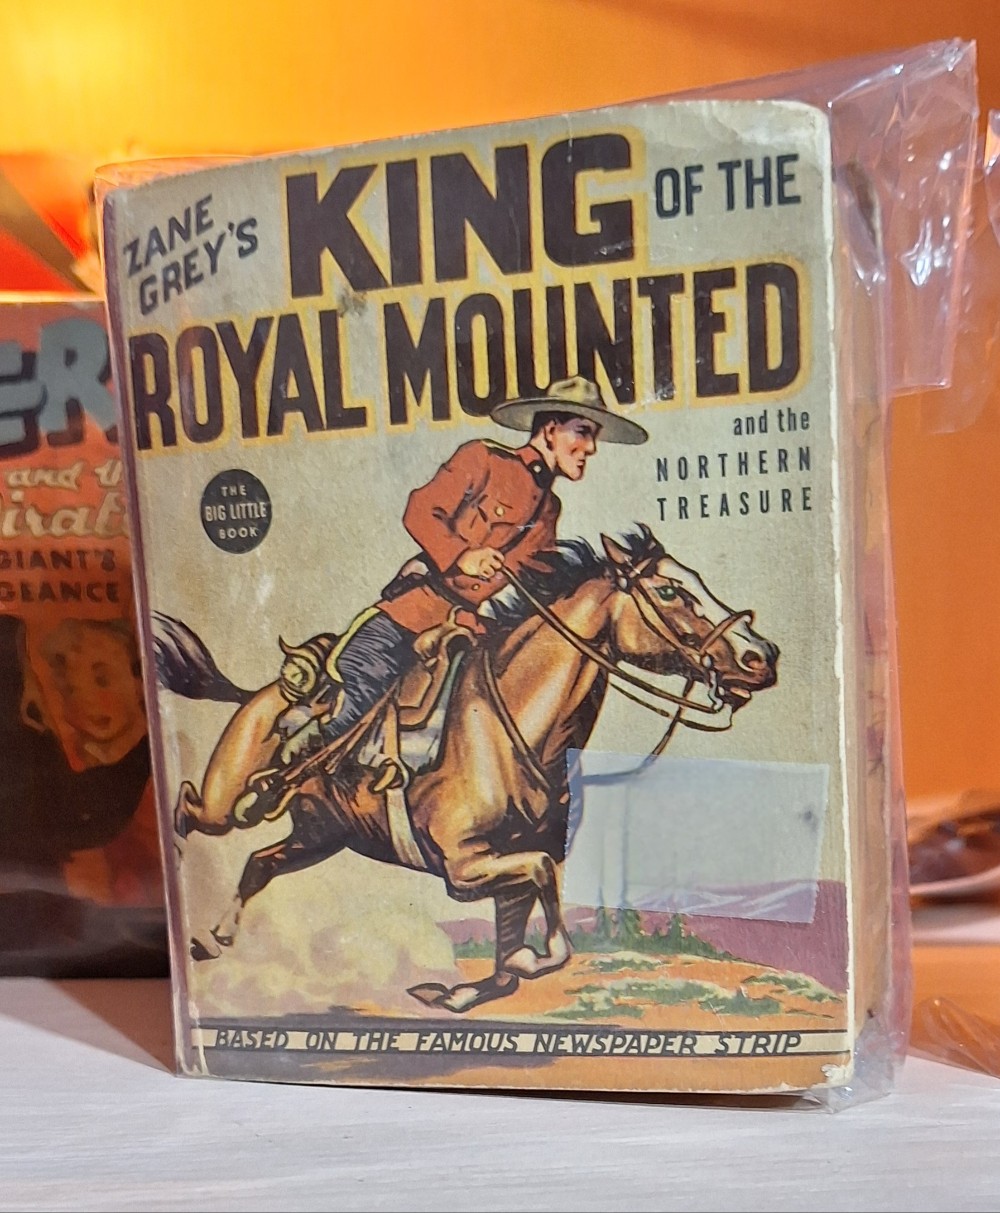 ZANE
GREY'S
KING
OF THE
ROYAL MOUNTED
and the
NORTHERN
TREASURE
THE
BIG LITTLE
BOOK
BASED ON THE FAMOUS NEWSPAPER STRIP
and
GIANT'S